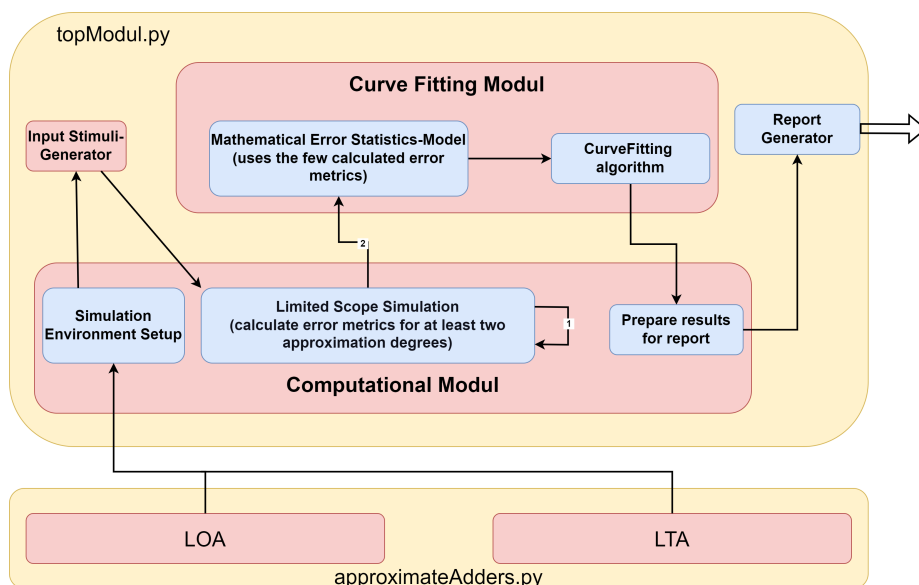 topModul.py
Curve Fitting Modul
Input Stimuli-
Generator
Mathematical Error Statistics-Model
(uses the few calculated error
metrics)
CurveFitting
algorithm
Report
Generator
2
Simulation
Environment Setup
Limited Scope Simulation
(calculate error metrics for at least two
approximation degrees)
1
Prepare results
for report
Computational Modul
LOA
LTA
approximateAdders.py